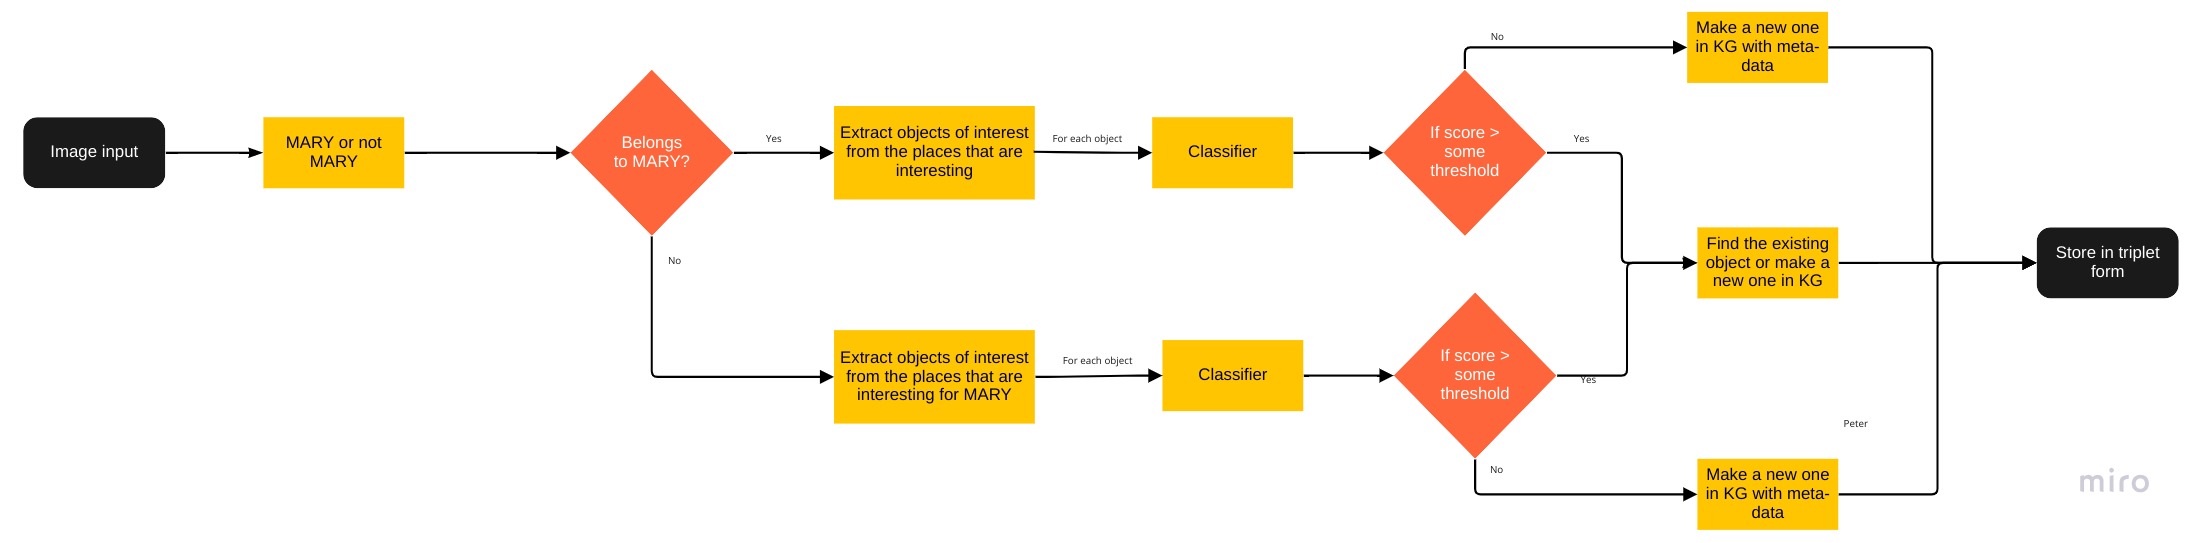 Image input
MARY or not
MARY
Belongs
to MARY?
Yes
No
Extract objects of interest
from the places that are
interesting
For each object
Classifier
If score >
some
threshold
No
Yes
Make a new one
in KG with meta-
data
Extract objects of interest
from the places that are
interesting for MARY
For each object
Classifier
If score >
some
threshold
Yes
No
Find the existing
object or make a
new one in KG
Make a new one
in KG with meta-
data
Peter
Store in triplet
form
miro